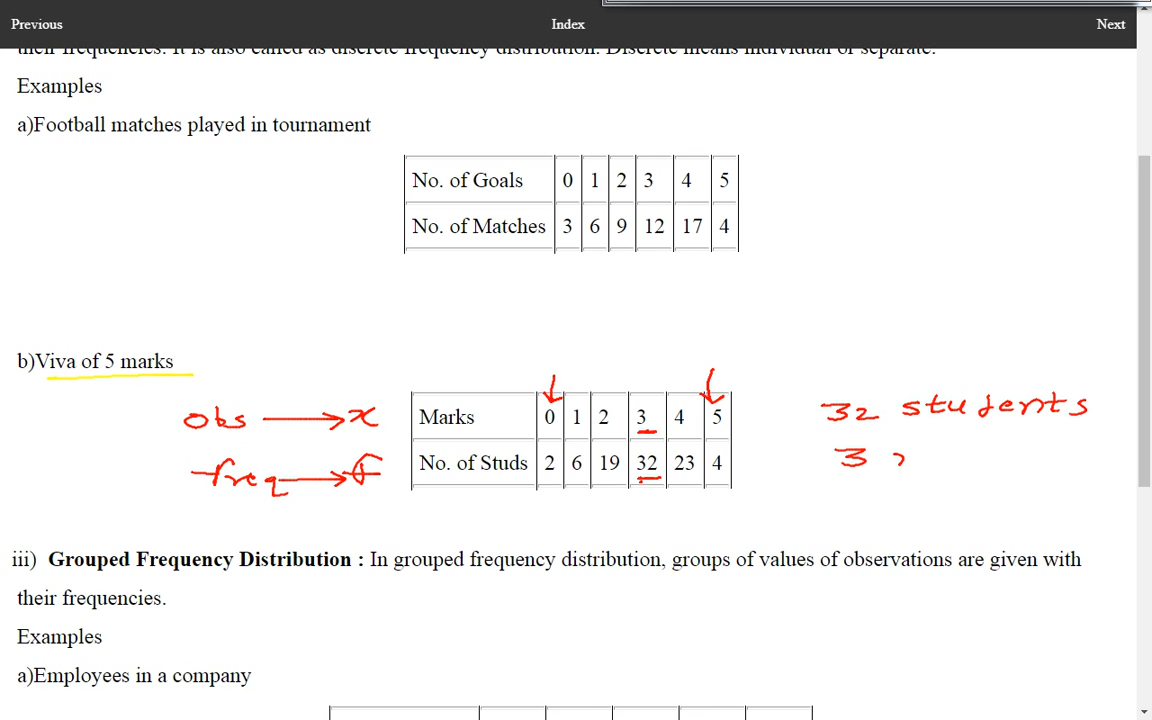 Previous Index Next
their frequencies. It is also called as discrete frequency distribution. Discrete means individual or separate.
Examples
a)Football matches played in tournament
No. of Goals 0 1 2 3 4 5
No. of Matches 3 6 9 12 17 4
b)Viva of 5 marks
obs x Marks 0 1 2 3 4 5 32 students
freq f No. of Studs 2 6 19 32 23 4 3
iii) Grouped Frequency Distribution : In grouped frequency distribution, groups of values of observations are given with
their frequencies.
Examples
a)Employees in a company